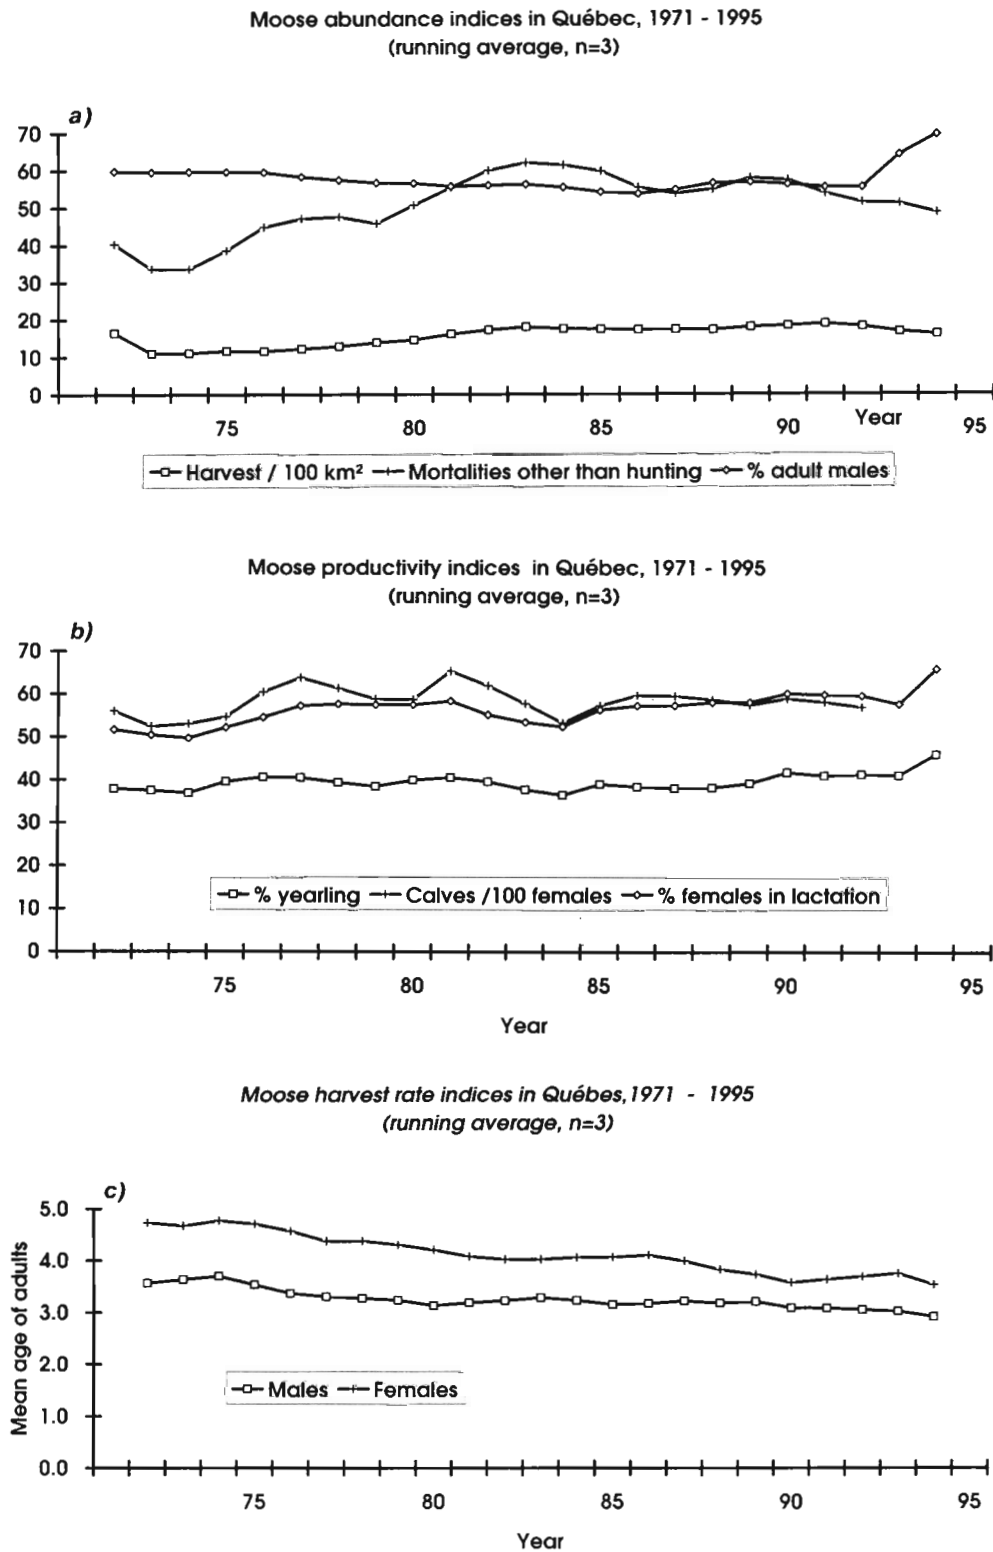 Moose abundance indices in Québec, 1971 - 1995
(running average, n=3)
a)
70
60
50
40
30
20
10
0
75 80 85 90 95
Year
Harvest / 100 km² Mortalities other than hunting % adult males
Moose productivity indices in Québec, 1971 - 1995
(running average, n=3)
b)
70
60
50
40
30
20
10
0
% yearling Calves /100 females % females in lactation
75 80 85 90 95
Year
Moose harvest rate indices in Québes, 1971 - 1995
(running average, n=3)
c)
Mean age of adults
5.0
4.0
3.0
2.0
1.0
0.0
Males Females
75 80 85 90 95
Year